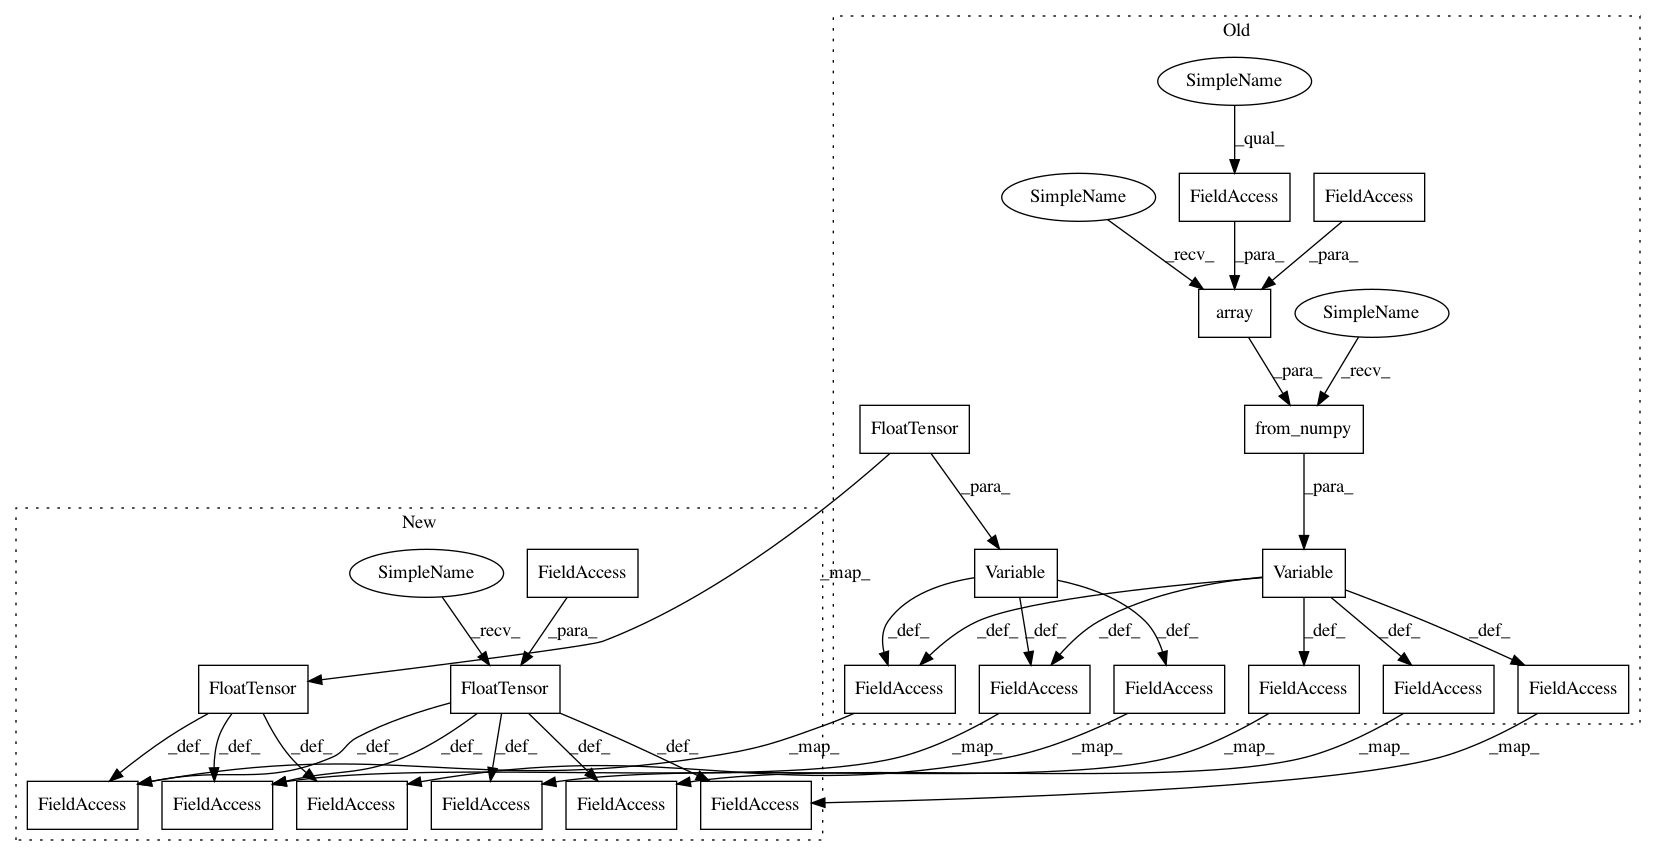 Old
SimpleName
_qual_
SimpleName
FieldAccess
FieldAccess
_recv_
_para_
_para_
array
SimpleName
_para_
_recv_
FloatTensor
from_numpy
_para_
_para_
New
SimpleName
FieldAccess
_map_
Variable
Variable
_recv_
_para_
_def_
_def_
_def_
_def_
_def_
_def_
_def_
_def_
FloatTensor
FloatTensor
FieldAccess
FieldAccess
FieldAccess
FieldAccess
FieldAccess
FieldAccess
_def_
_def_
_def_
_def_
_def_
_def_
_def_
_def_
_map_
_map_
_map_
_map_
_map_
_map_
FieldAccess
FieldAccess
FieldAccess
FieldAccess
FieldAccess
FieldAccess